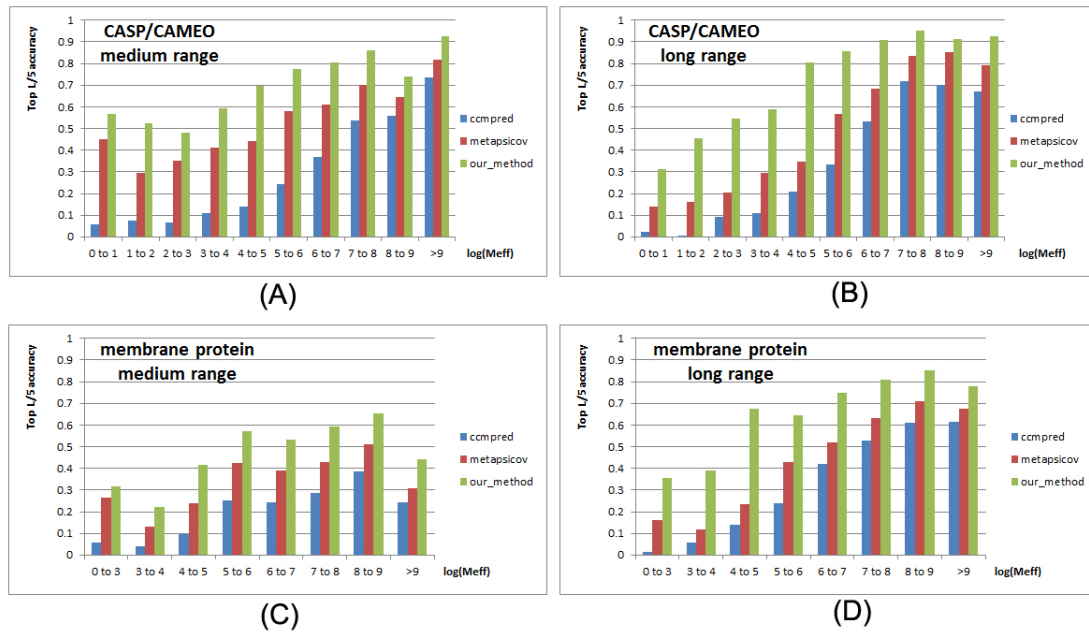 CASP/CAMEO
medium range
Top L/5 accuracy
1
0.9
0.8
0.7
0.6
0.5
0.4
0.3
0.2
0.1
0
0 to 1 1 to 2 2 to 3 3 to 4 4 to 5 5 to 6 6 to 7 7 to 8 8 to 9 >9 log(Meff)
ccmpred
metapsicov
our_method
(A)
CASP/CAMEO
long range
Top L/5 accuracy
1
0.9
0.8
0.7
0.6
0.5
0.4
0.3
0.2
0.1
0
0 to 1 1 to 2 2 to 3 3 to 4 4 to 5 5 to 6 6 to 7 7 to 8 8 to 9 >9 log(Meff)
ccmpred
metapsicov
our_method
(B)
membrane protein
medium range
Top L/5 accuracy
1
0.9
0.8
0.7
0.6
0.5
0.4
0.3
0.2
0.1
0
0 to 3 3 to 4 4 to 5 5 to 6 6 to 7 7 to 8 8 to 9 >9 log(Meff)
ccmpred
metapsicov
our_method
(C)
membrane protein
long range
Top L/5 accuracy
1
0.9
0.8
0.7
0.6
0.5
0.4
0.3
0.2
0.1
0
0 to 3 3 to 4 4 to 5 5 to 6 6 to 7 7 to 8 8 to 9 >9 log(Meff)
ccmpred
metapsicov
our_method
(D)